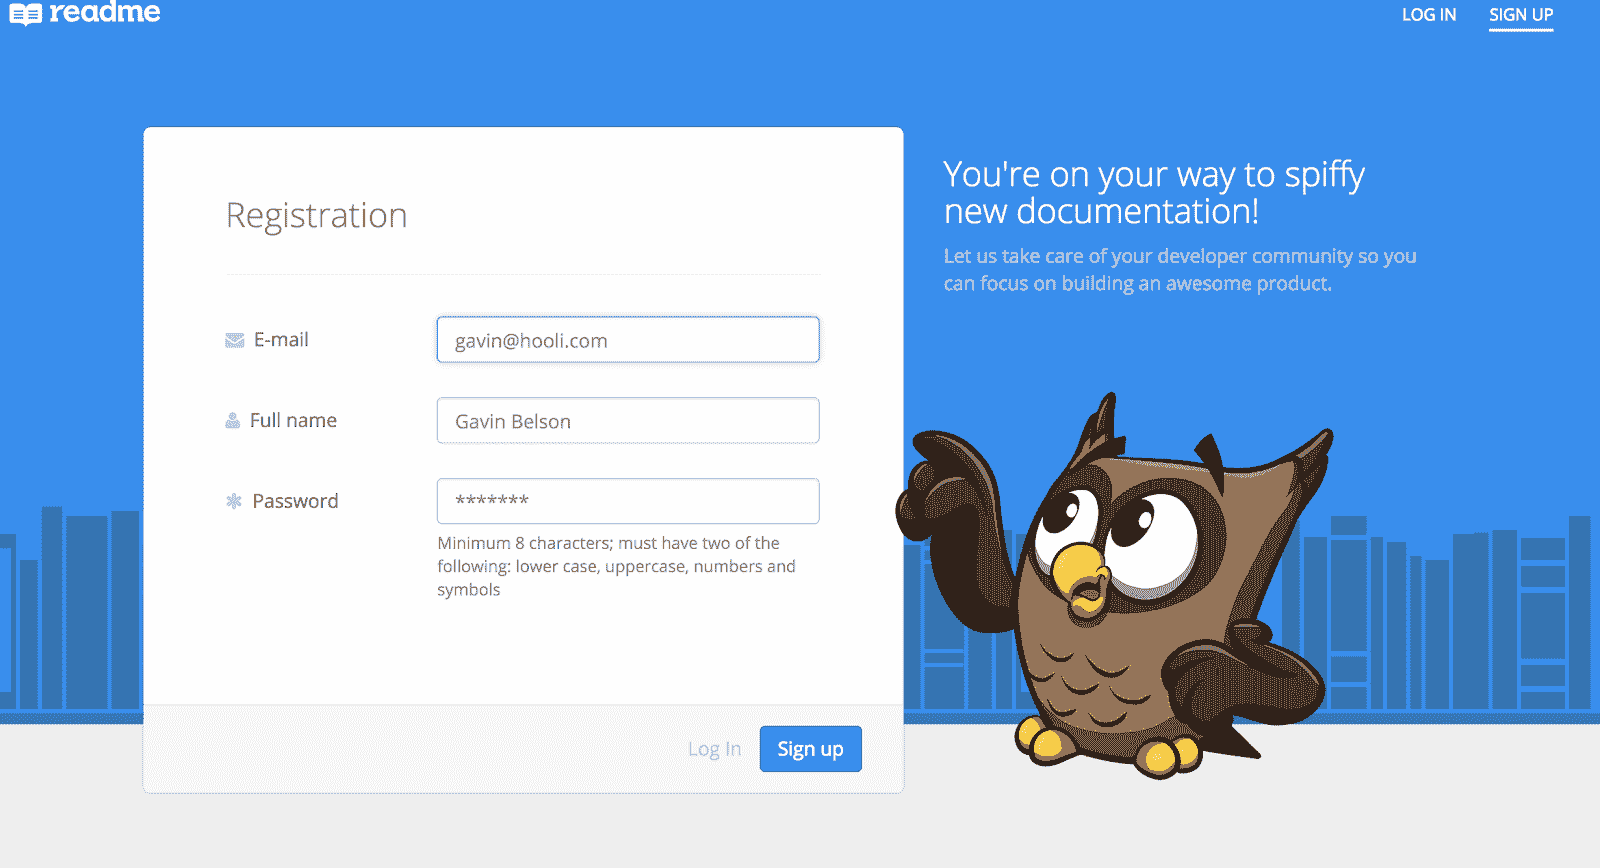 readme
LOG IN
SIGN UP
Registration
E-mail
gavin@hooli.com
Full name
Gavin Belson
Password
*******
Minimum 8 characters; must have two of the
following: lower case, uppercase, numbers and
symbols
Log In
Sign up
You're on your way to spiffy
new documentation!
Let us take care of your developer community so you
can focus on building an awesome product.